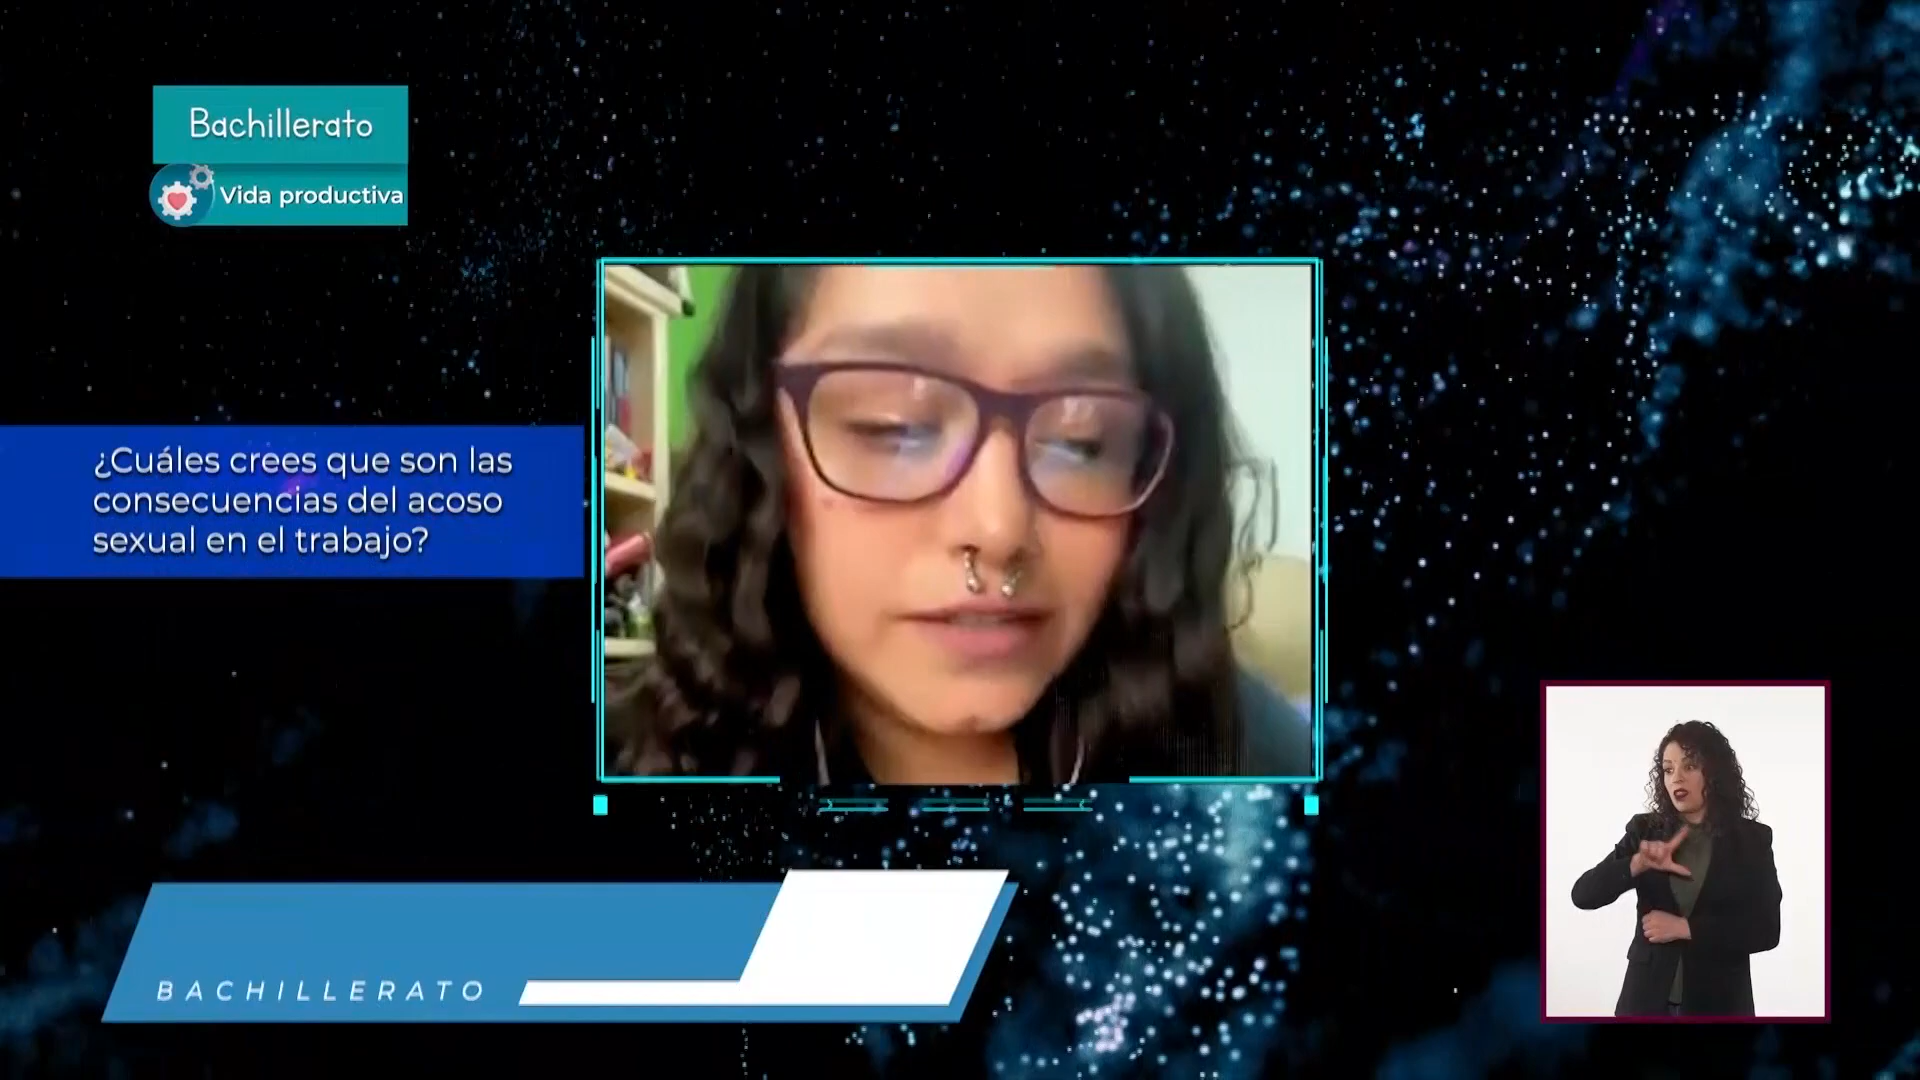 Bachillerato
Vida productiva
¿Cuáles crees que son las
consecuencias del acoso
sexual en el trabajo?
BACHILLERATO